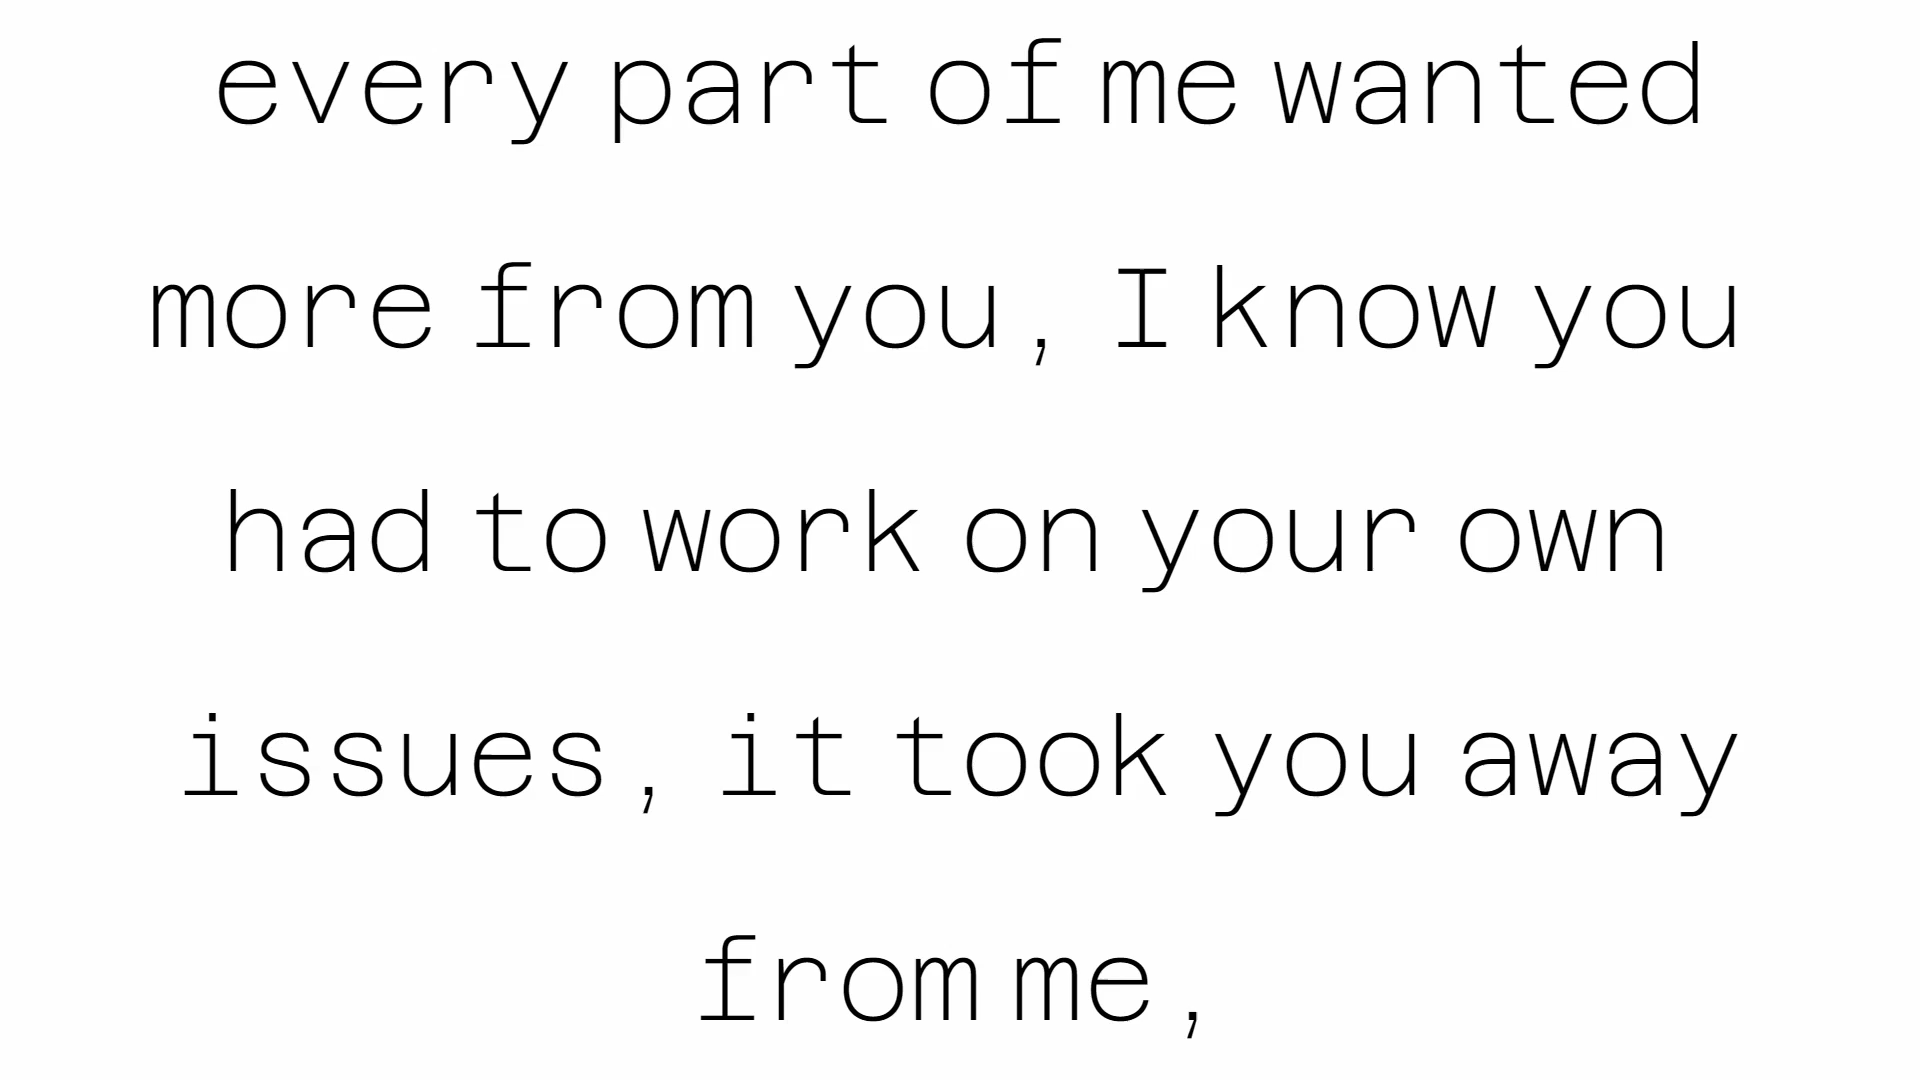 every part of me wanted
more from you, I know you
had to work on your own
issues, it took you away
from me,